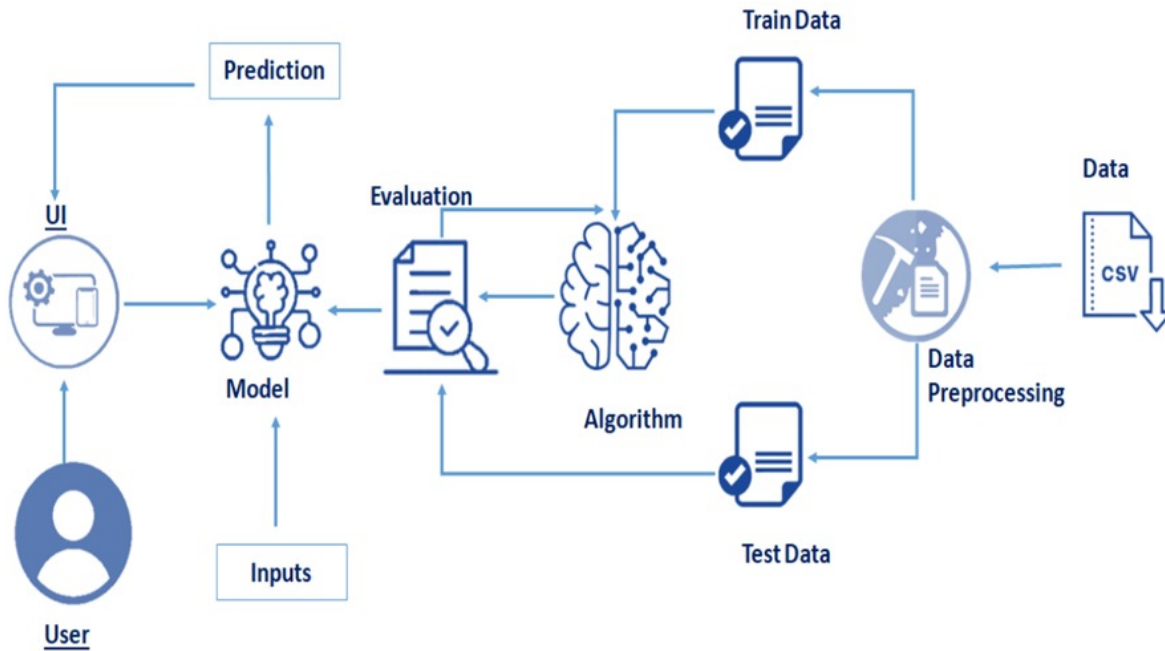 Train Data
Prediction
Data
Evaluation
UI
CSV
Data
Preprocessing
Model
Algorithm
Test Data
Inputs
User